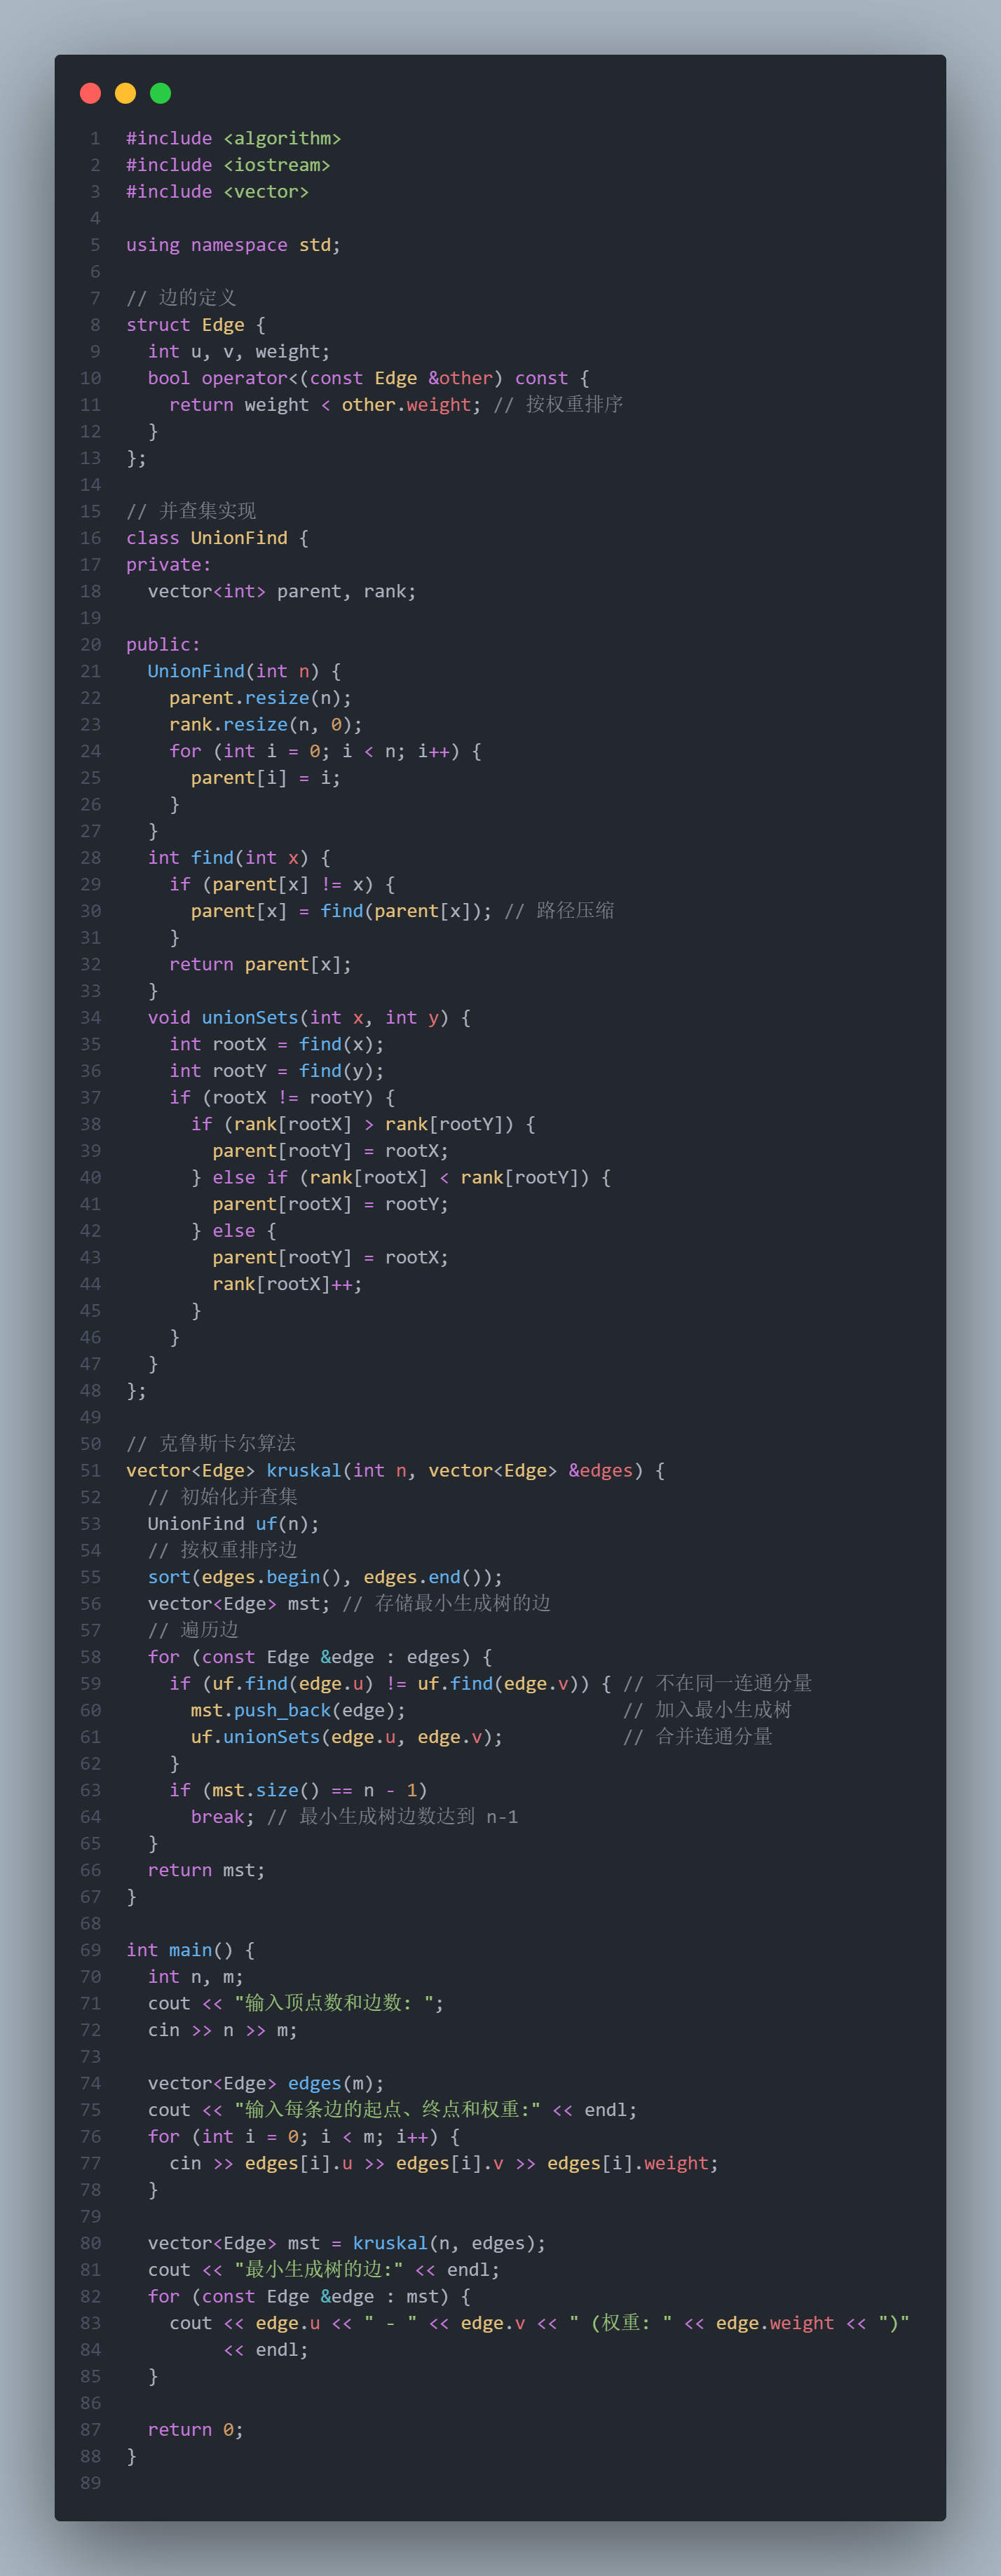 1 #include <algorithm>
2 #include <iostream>
3 #include <vector>
4
5 using namespace std;
6
7 // 边的定义
8 struct Edge {
9   int u, v, weight;
10   bool operator<(const Edge &other) const {
11     return weight < other.weight; // 按权重排序
12   }
13 };
14
15 // 并查集实现
16 class UnionFind {
17 private:
18   vector<int> parent, rank;
19
20 public:
21   UnionFind(int n) {
22     parent.resize(n);
23     rank.resize(n, 0);
24     for (int i = 0; i < n; i++) {
25       parent[i] = i;
26     }
27   }
28   int find(int x) {
29     if (parent[x] != x) {
30       parent[x] = find(parent[x]); // 路径压缩
31     }
32     return parent[x];
33   }
34   void unionSets(int x, int y) {
35     int rootX = find(x);
36     int rootY = find(y);
37     if (rootX != rootY) {
38       if (rank[rootX] > rank[rootY]) {
39         parent[rootY] = rootX;
40       } else if (rank[rootX] < rank[rootY]) {
41         parent[rootX] = rootY;
42       } else {
43         parent[rootY] = rootX;
44         rank[rootX]++;
45       }
46     }
47   }
48 };
49
50 // 克鲁斯卡尔算法
51 vector<Edge> kruskal(int n, vector<Edge> &edges) {
52   // 初始化并查集
53   UnionFind uf(n);
54   // 按权重排序边
55   sort(edges.begin(), edges.end());
56   vector<Edge> mst; // 存储最小生成树的边
57   // 遍历边
58   for (const Edge &edge : edges) {
59     if (uf.find(edge.u) != uf.find(edge.v)) { // 不在同一连通分量
60       mst.push_back(edge);                    // 加入最小生成树
61       uf.unionSets(edge.u, edge.v);           // 合并连通分量
62     }
63     if (mst.size() == n - 1)
64       break; // 最小生成树边数达到 n-1
65   }
66   return mst;
67 }
68
69 int main() {
70   int n, m;
71   cout << "输入顶点数和边数: ";
72   cin >> n >> m;
73
74   vector<Edge> edges(m);
75   cout << "输入每条边的起点、终点和权重:" << endl;
76   for (int i = 0; i < m; i++) {
77     cin >> edges[i].u >> edges[i].v >> edges[i].weight;
78   }
79
80   vector<Edge> mst = kruskal(n, edges);
81   cout << "最小生成树的边:" << endl;
82   for (const Edge &edge : mst) {
83     cout << edge.u << " - " << edge.v << " (权重: " << edge.weight << ")"
84          << endl;
85   }
86
87   return 0;
88 }
89